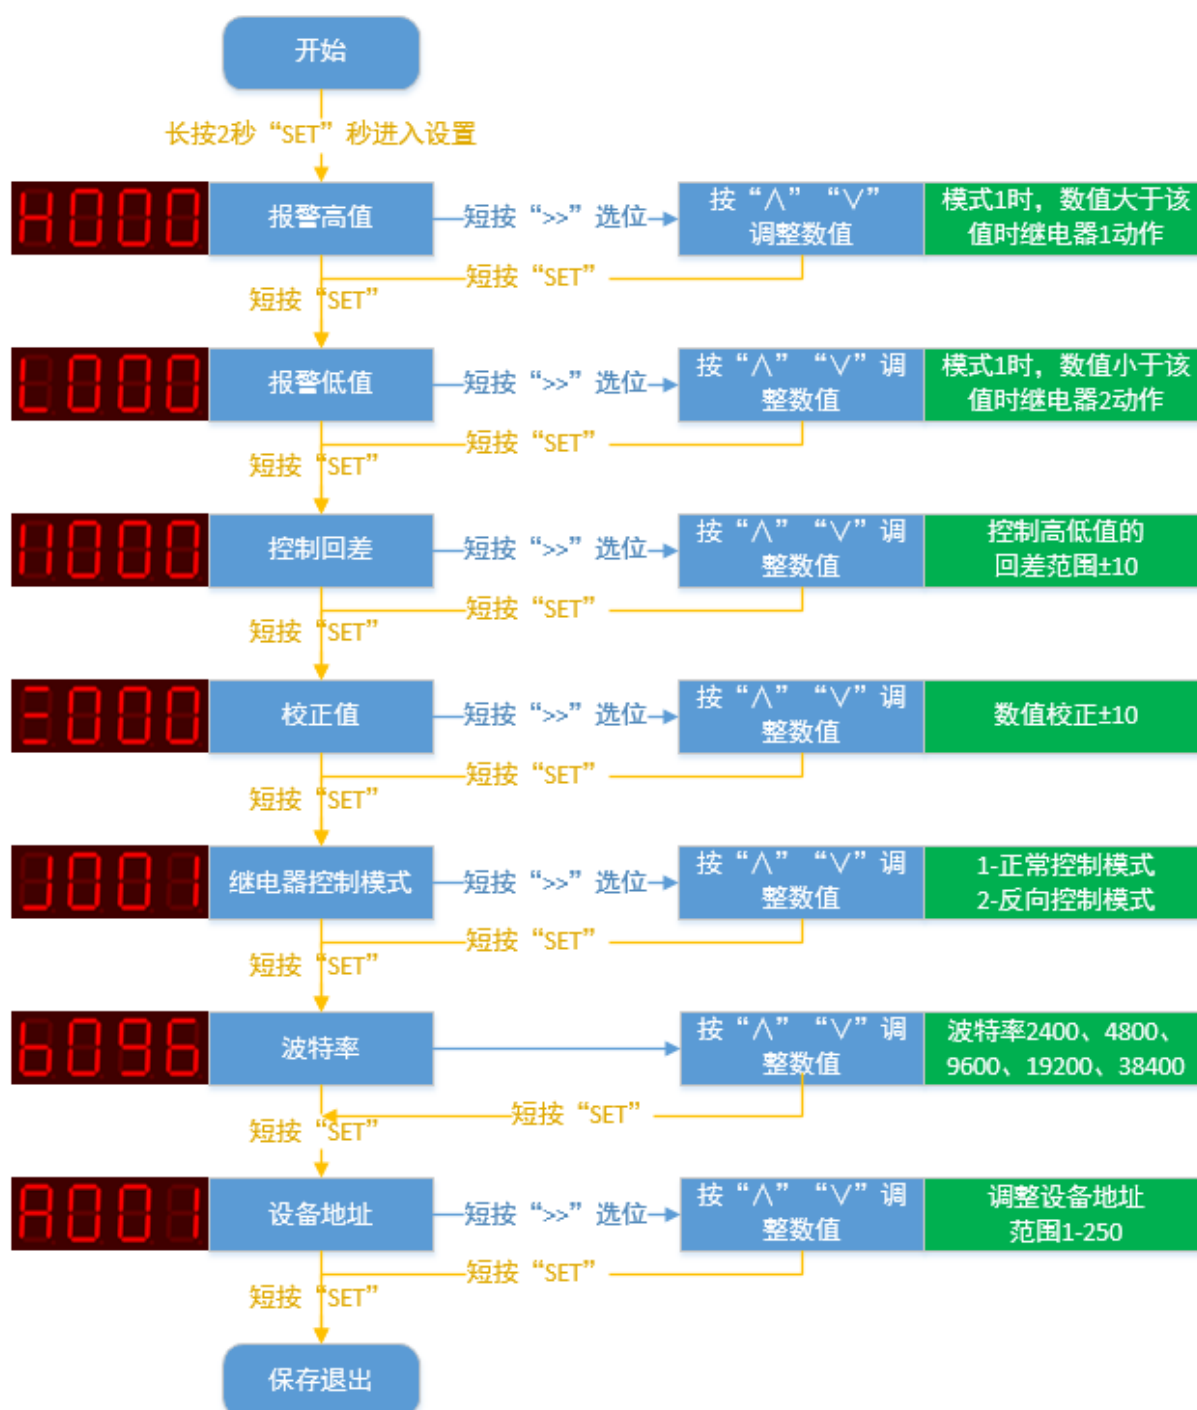 开始
长按2秒“SET”秒进入设置
H000
报警高值
短按“>>”选位
按“∧”“∨”
调整数值
模式1时，数值大于该
值时继电器1动作
短按“SET”
短按“SET”
L000
报警低值
短按“>>”选位
按“∧”“∨”调
整数值
模式1时，数值小于该
值时继电器2动作
短按“SET”
短按“SET”
000
控制回差
短按“>>”选位
按“∧”“∨”调
整数值
控制高低值的
回差范围±10
短按“SET”
短按“SET”
000
校正值
短按“>>”选位
按“∧”“∨”调
整数值
数值校正±10
短按“SET”
短按“SET”
J001
继电器控制模式
短按“>>”选位
按“∧”“∨”调
整数值
1-正常控制模式
2-反向控制模式
短按“SET”
短按“SET”
b096
波特率
按“∧”“∨”调
整数值
波特率2400、4800、
9600、19200、38400
短按“SET”
短按“SET”
A001
设备地址
短按“>>”选位
按“∧”“∨”调
整数值
调整设备地址
范围1-250
短按“SET”
短按“SET”
保存退出